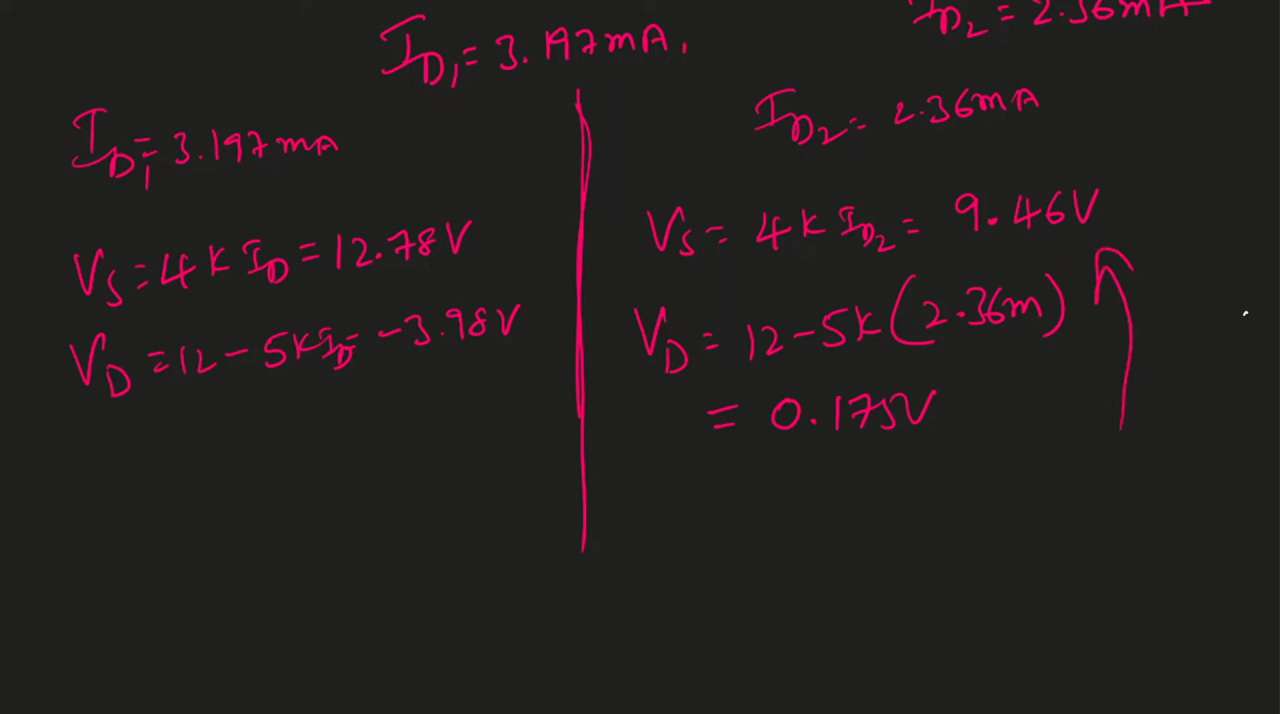 I_D1 = 3.197mA.
I_D2 = 2.36mA
I_D1 = 3.197mA
V_S = 4K I_D = 12.78V
V_D = 12 - 5K I_D = -3.98V
I_D2 = 2.36mA
V_S = 4K I_D2 = 9.46V
V_D = 12 - 5K(2.36m)
= 0.175V